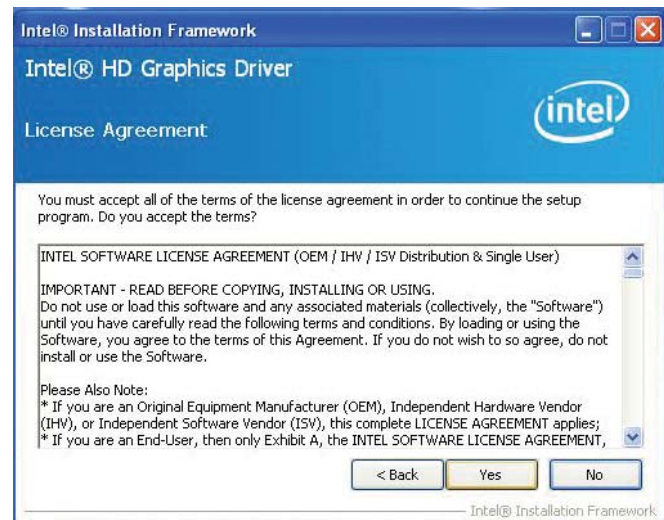 Intel® Installation Framework
Intel® HD Graphics Driver
License Agreement
intel
You must accept all of the terms of the license agreement in order to continue the setup
program. Do you accept the terms?
INTEL SOFTWARE LICENSE AGREEMENT (OEM / IHV / ISV Distribution & Single User)
IMPORTANT - READ BEFORE COPYING, INSTALLING OR USING.
Do not use or load this software and any associated materials (collectively, the "Software")
until you have carefully read the following terms and conditions. By loading or using the
Software, you agree to the terms of this Agreement. If you do not wish to so agree, do not
install or use the Software.
Please Also Note:
* If you are an Original Equipment Manufacturer (OEM), Independent Hardware Vendor
(IHV), or Independent Software Vendor (ISV), this complete LICENSE AGREEMENT applies;
* If you are an End-User, then only Exhibit A, the INTEL SOFTWARE LICENSE AGREEMENT,
< Back
Yes
No
Intel® Installation Framework